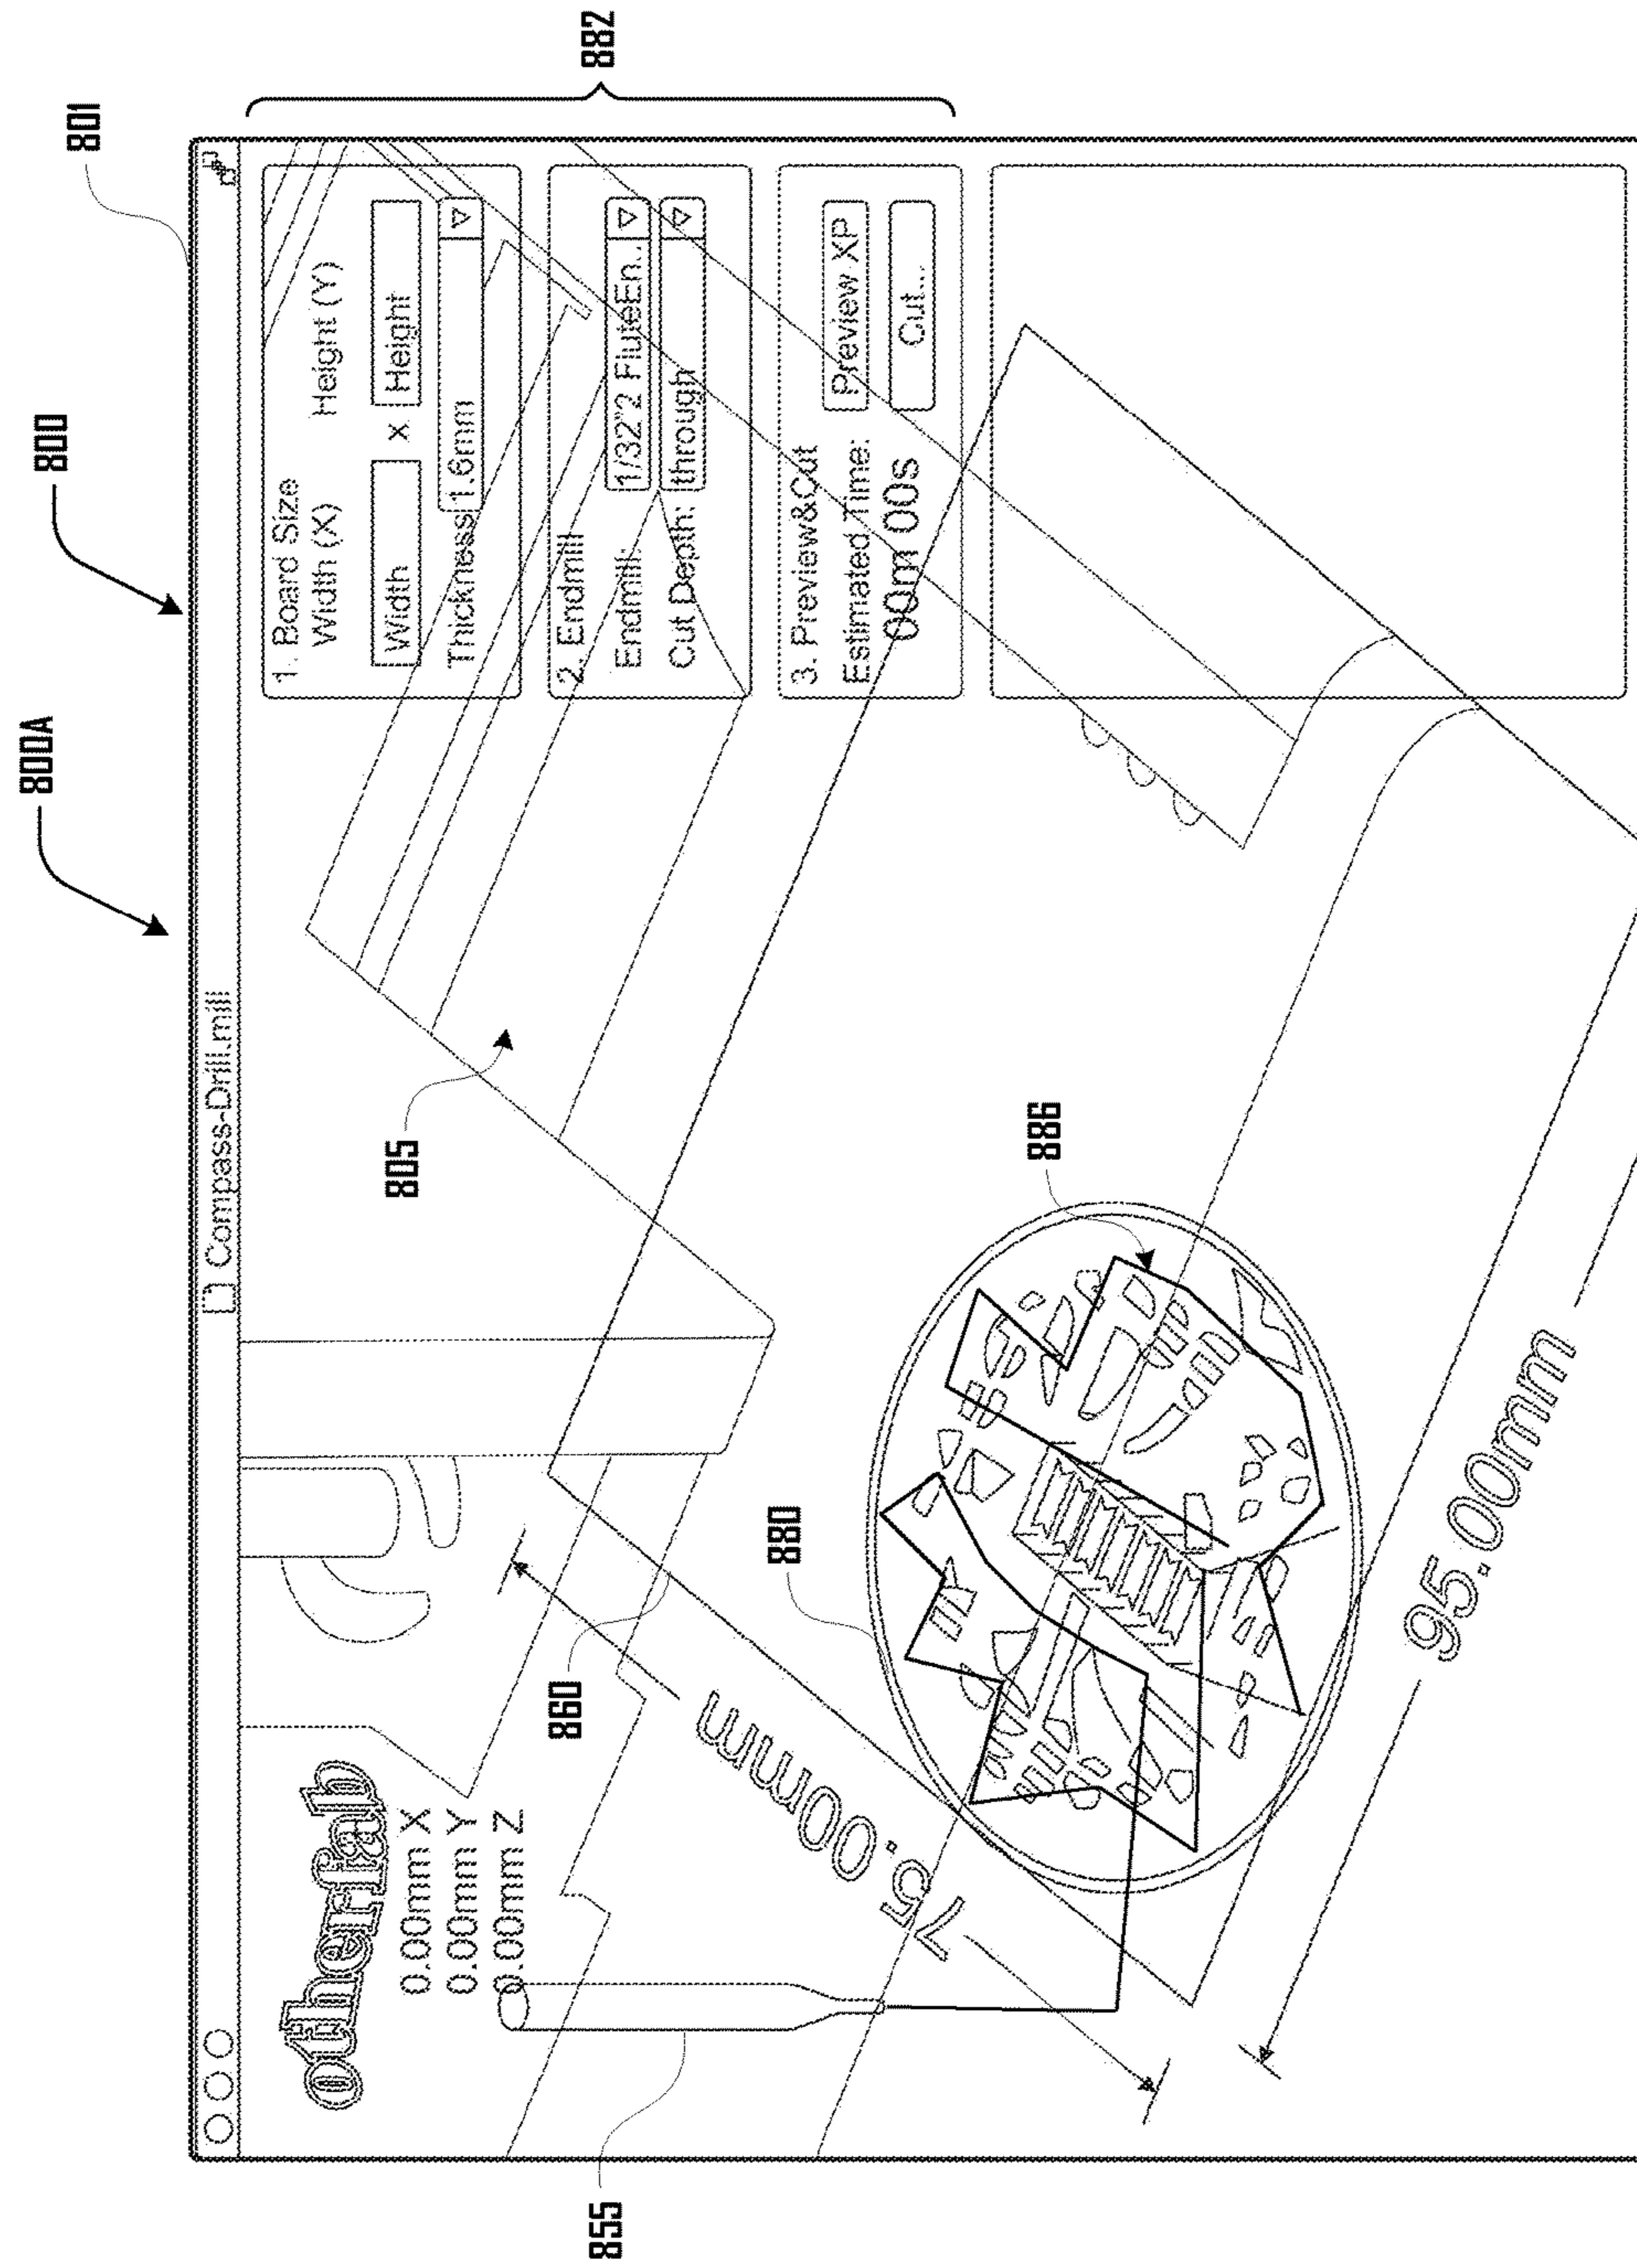 800A
800
801
Compass-Drill.mill
otherfab
0.00mm X
0.00mm Y
0.00mm Z
1. Board Size
Width (X) Height (Y)
Width x Height
Thickness 1.6mm
2. Endmill
Endmill: 1/32"2 FluteEn..
Cut Depth: through
3. Preview&Cut
Estimated Time: Preview XP
00m 00s Cut...
882
805
855
860
880
886
75.00mm
95.00mm